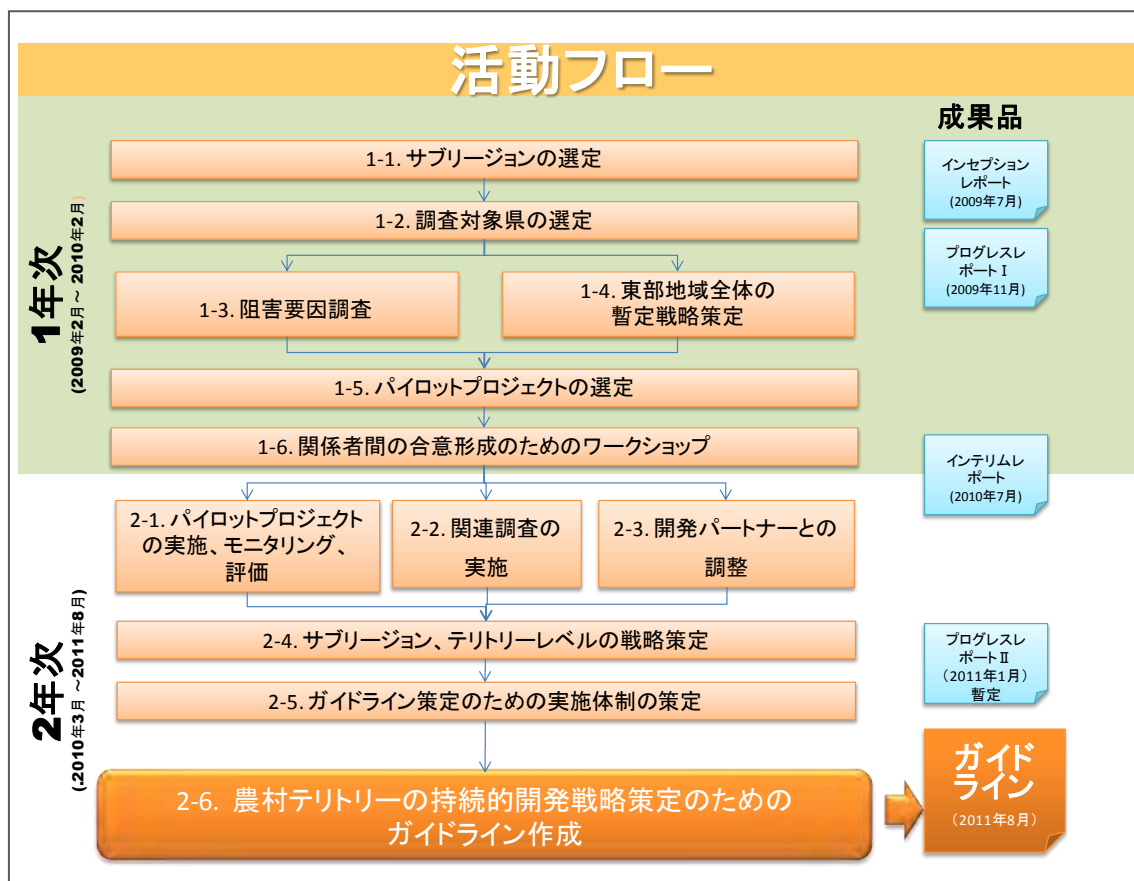 活動フロー
成果品
1年次
(2009年2月～2010年2月)
1-1. サブリージョンの選定
インセプション
レポート
(2009年7月)
1-2. 調査対象県の選定
プログレスレ
ポートⅠ
(2009年11月)
1-3. 阻害要因調査
1-4. 東部地域全体の
暫定戦略策定
1-5. パイロットプロジェクトの選定
1-6. 関係者間の合意形成のためのワークショップ
インテリムレ
ポート
(2010年7月)
2年次
(2010年3月～2011年8月)
2-1. パイロットプロジェクト
の実施、モニタリング、
評価
2-2. 関連調査の
実施
2-3. 開発パートナーとの
調整
2-4. サブリージョン、テリトリーレベルの戦略策定
プログレスレ
ポートⅡ
（2011年1月）
暫定
2-5. ガイドライン策定のための実施体制の策定
2-6. 農村テリトリーの持続的開発戦略策定のための
ガイドライン作成
ガイド
ライン
（2011年8月）